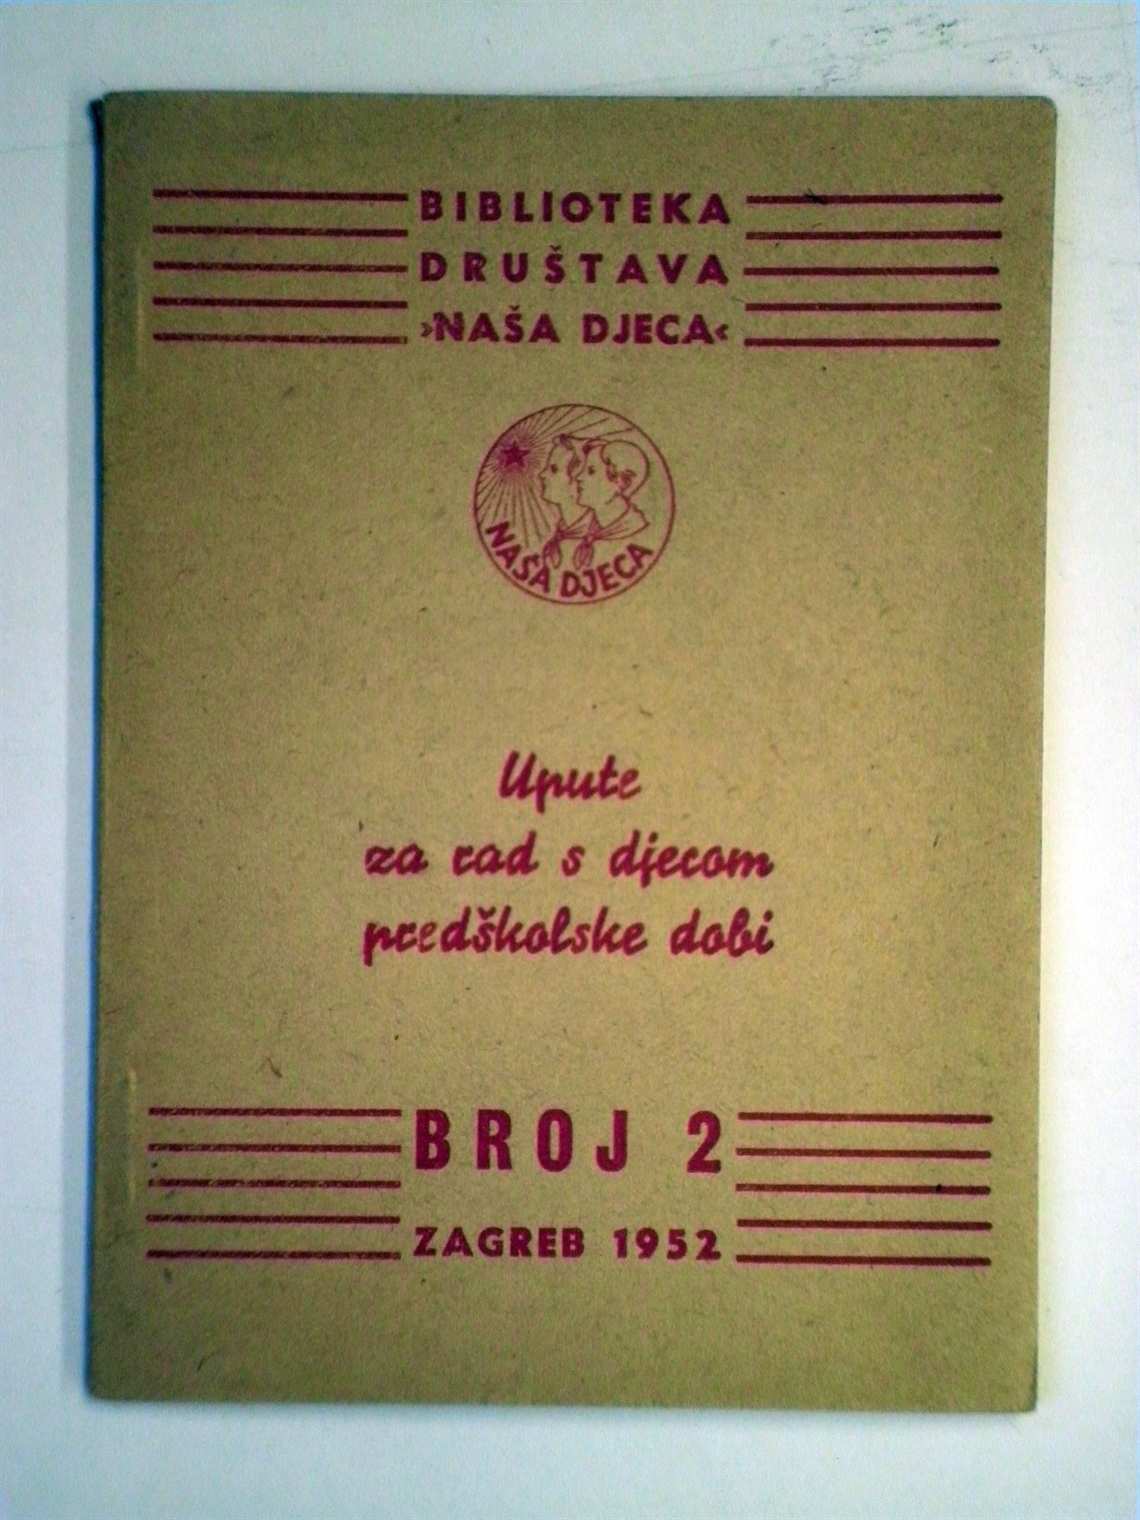 BIBLIOTEKA
DRUŠTAVA
›NAŠA DJECA‹
NAŠA DJECA
Upute
za rad s djecom
predškolske dobi
BROJ 2
ZAGREB 1952